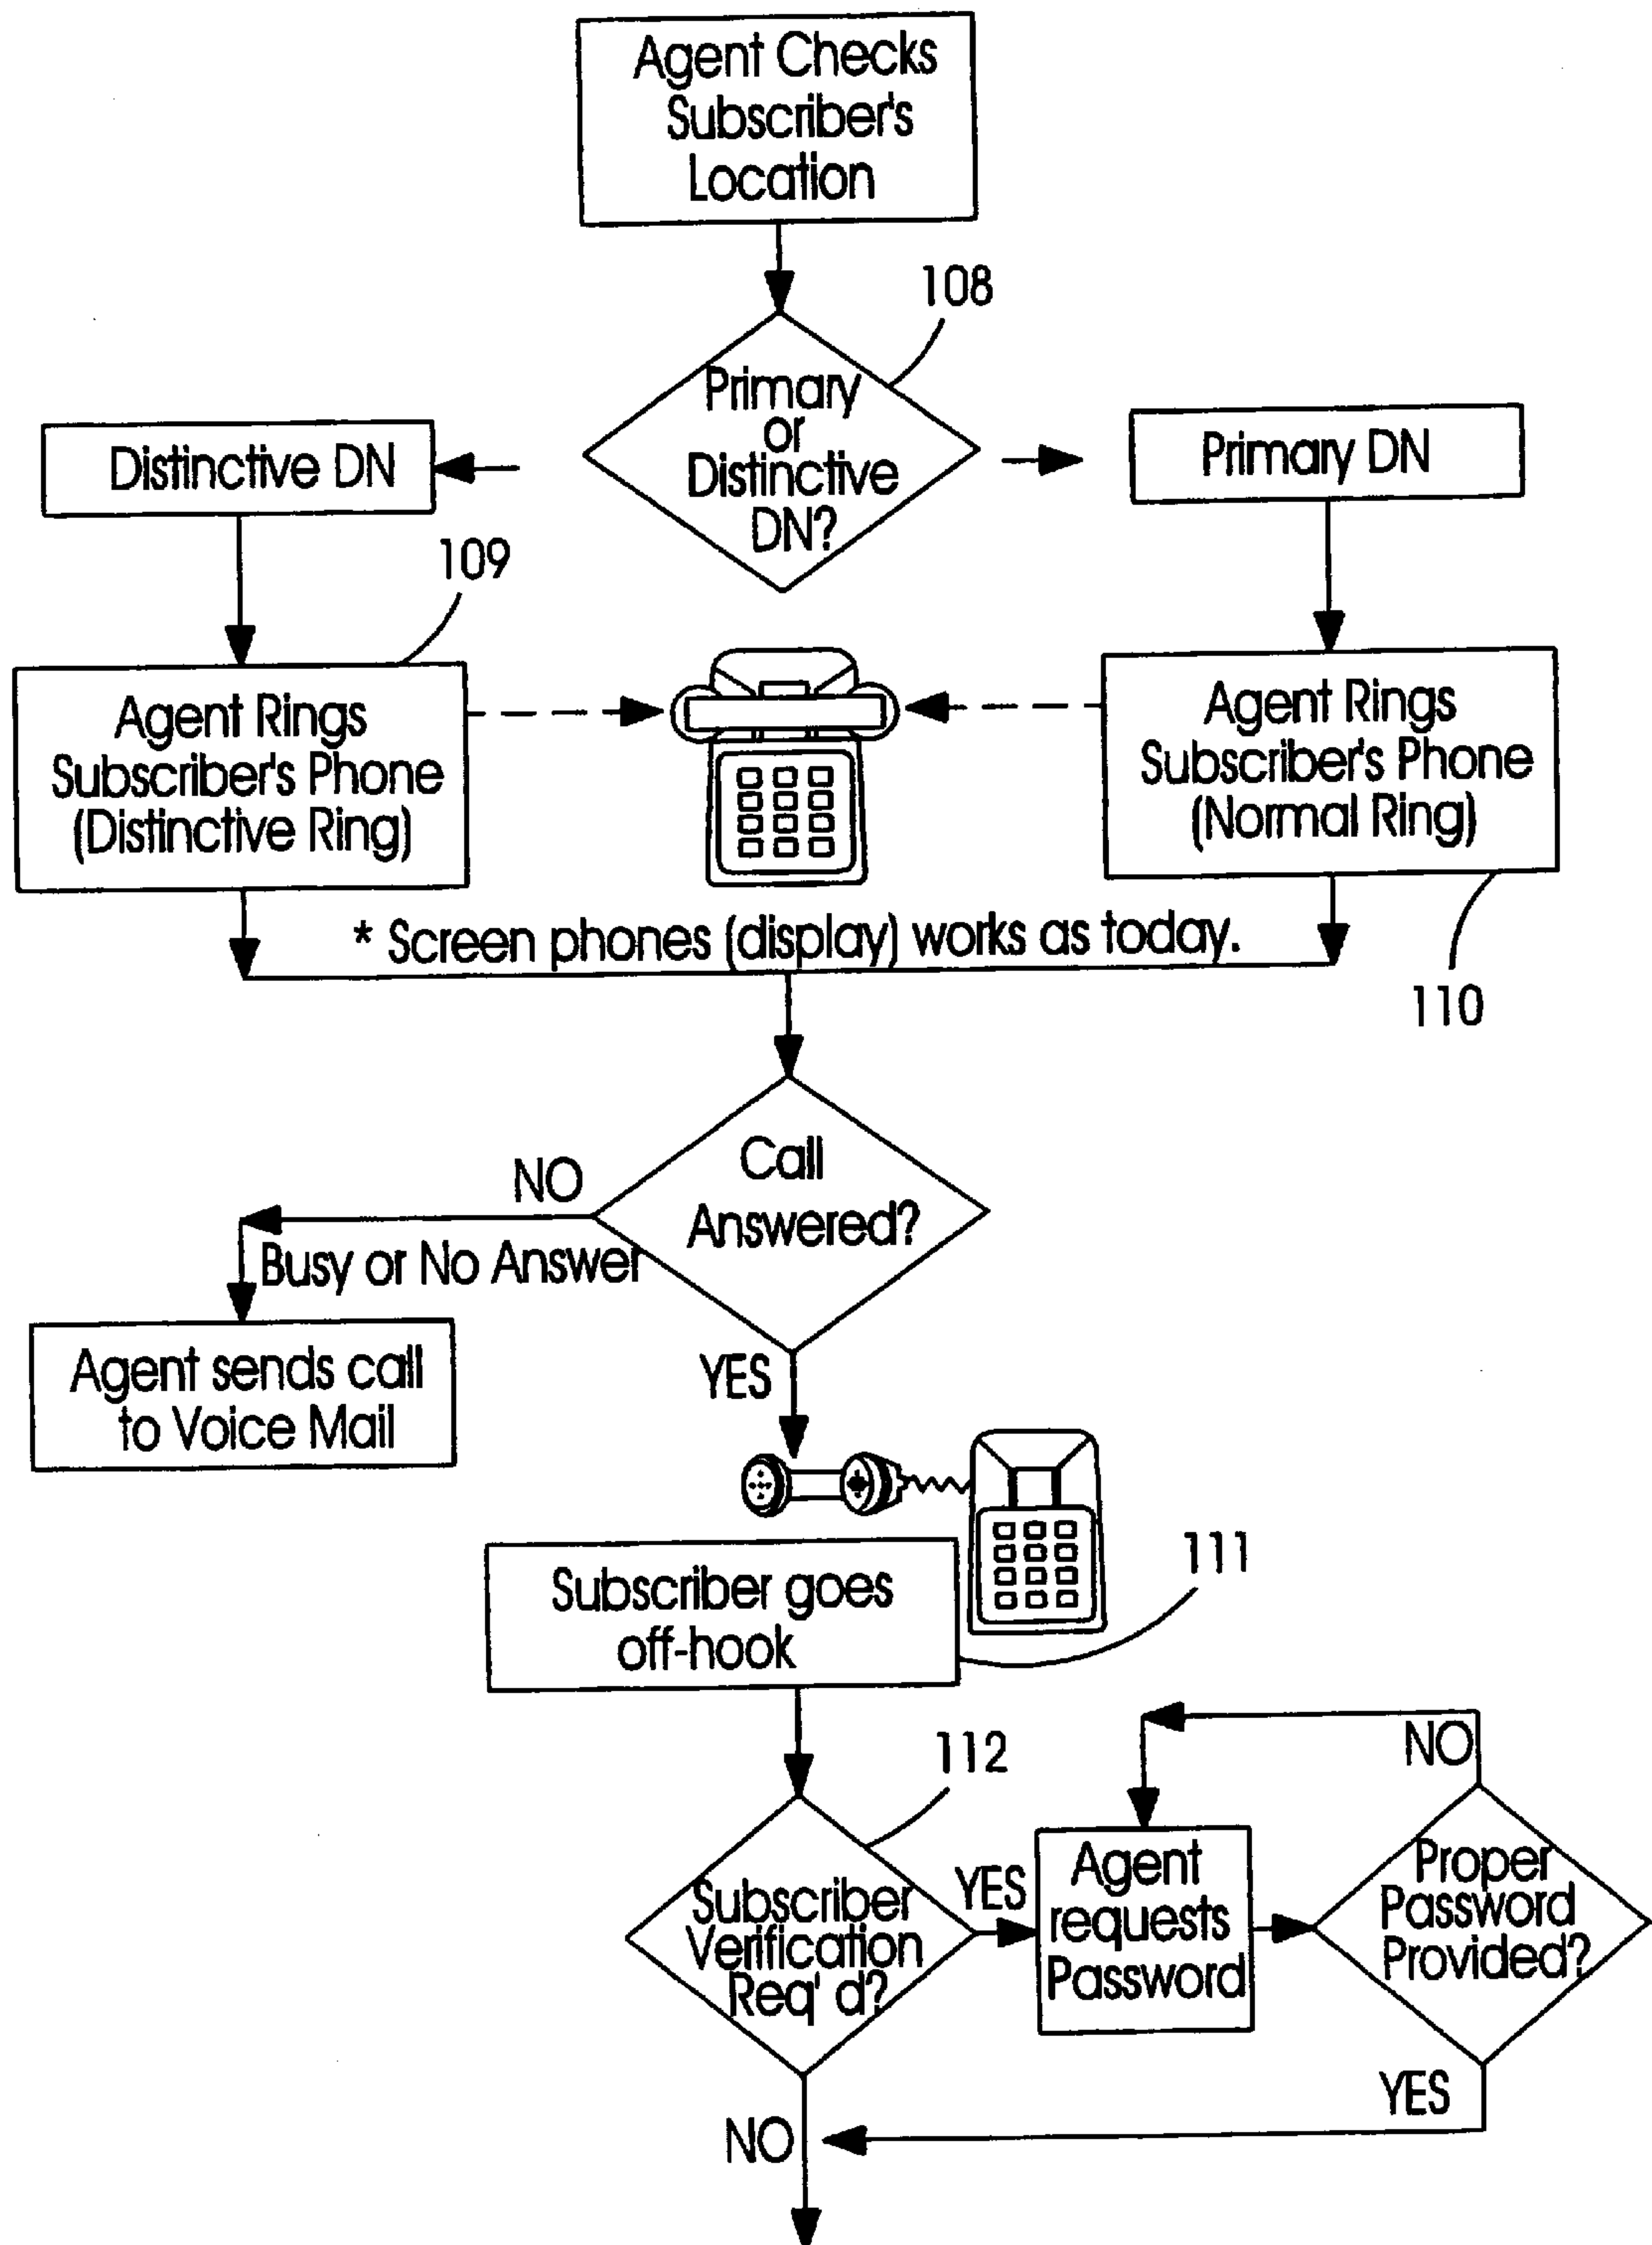 Agent Checks
Subscriber's
Location
108
Primary
or
Distinctive
DN?
Distinctive DN
Primary DN
109
Agent Rings
Subscriber's Phone
(Distinctive Ring)
Agent Rings
Subscriber's Phone
(Normal Ring)
* Screen phones (display) works as today.
110
Call
Answered?
NO
Busy or No Answer
Agent sends call
to Voice Mail
YES
Subscriber goes
off-hook
111
112
Subscriber
Verification
Req' d?
YES
Agent
requests
Password
NO
Proper
Password
Provided?
YES
NO